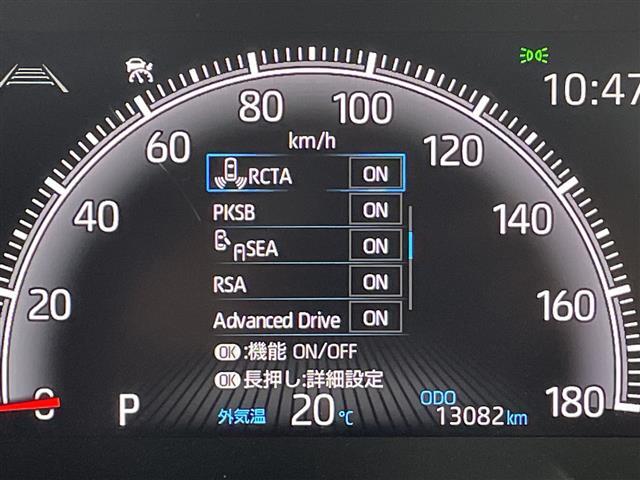 10:47
80 100
60 120
km/h
RCTA ON
PKSB ON
40 140
SEA ON
RSA ON
20 160
Advanced Drive ON
OK:機能 ON/OFF
OK長押し:詳細設定
0 P 外気温 20℃ ODO 13082km 180